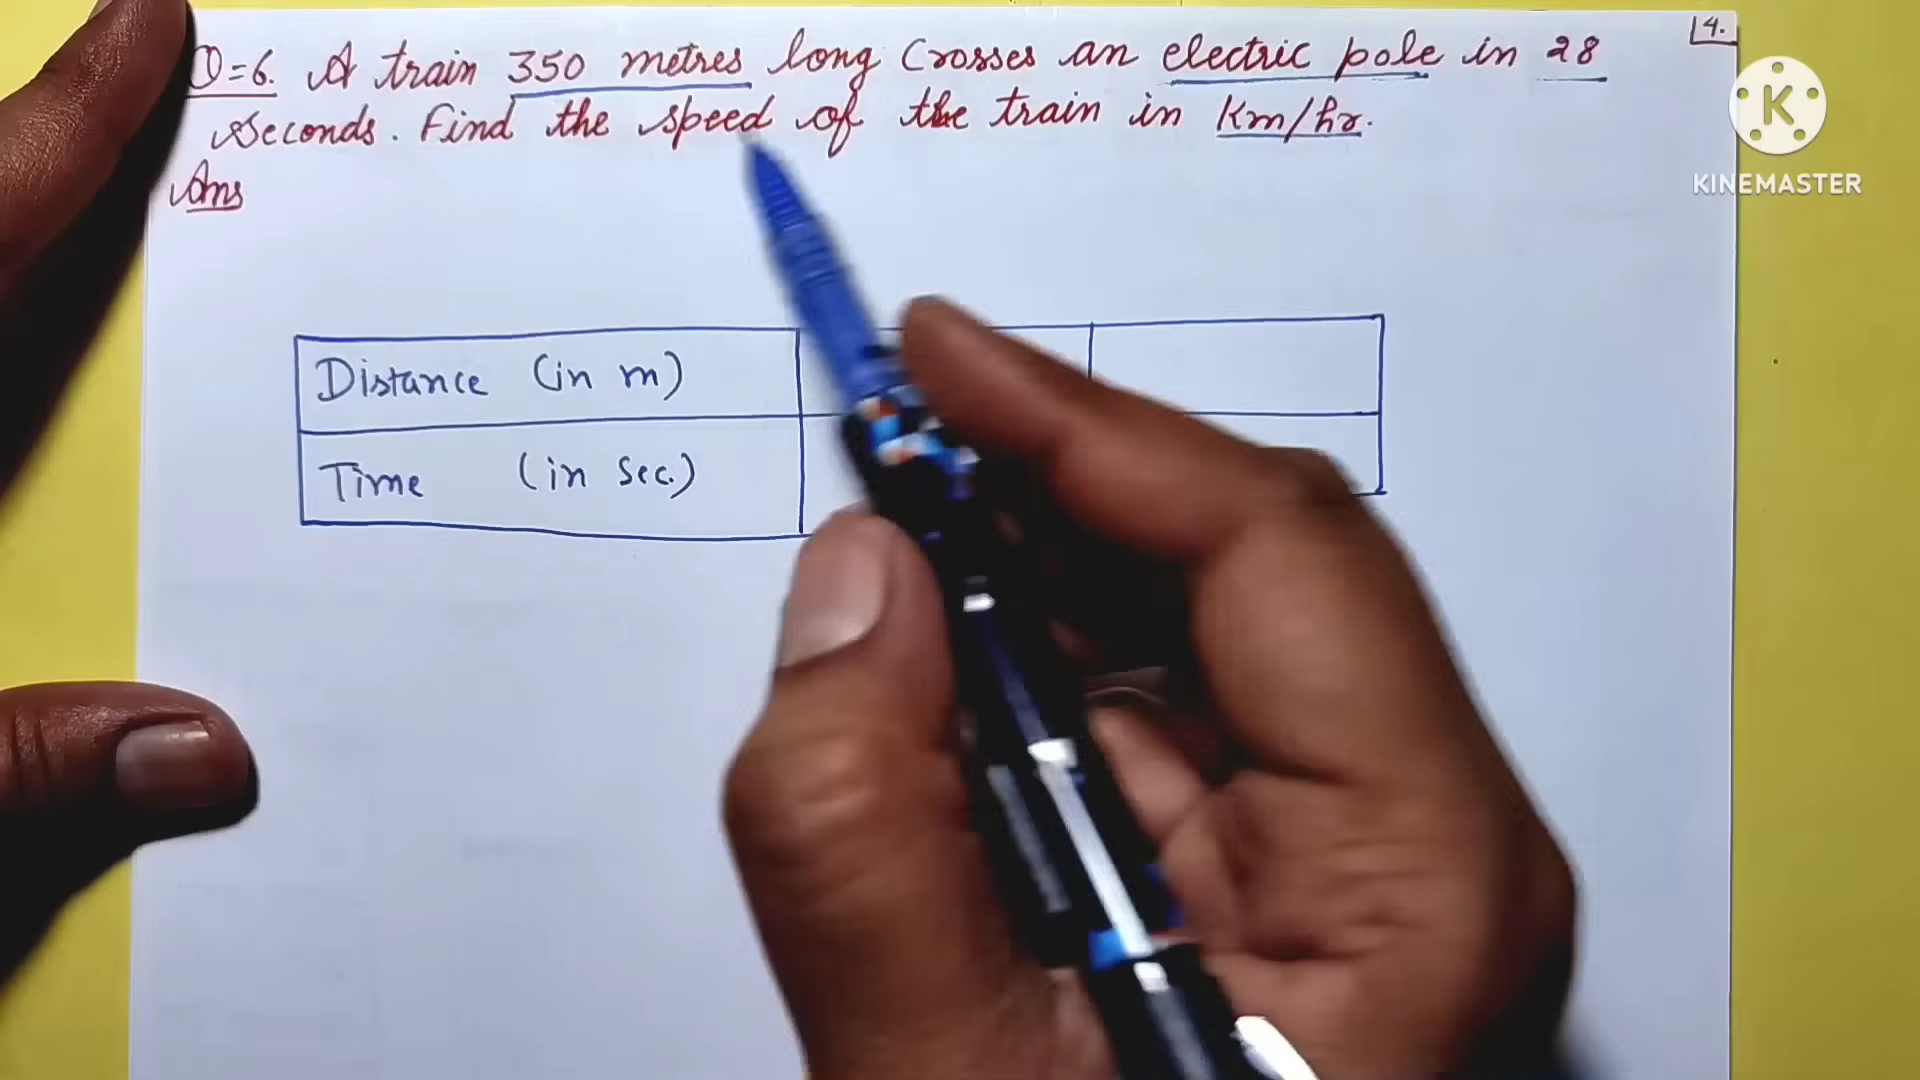 4.
Q=6. A train 350 metres long Crosses an electric pole in 28
Seconds. Find the speed of the train in Km/hr.
Ans
K
KINEMASTER
Distance (in m)
Time (in Sec.)